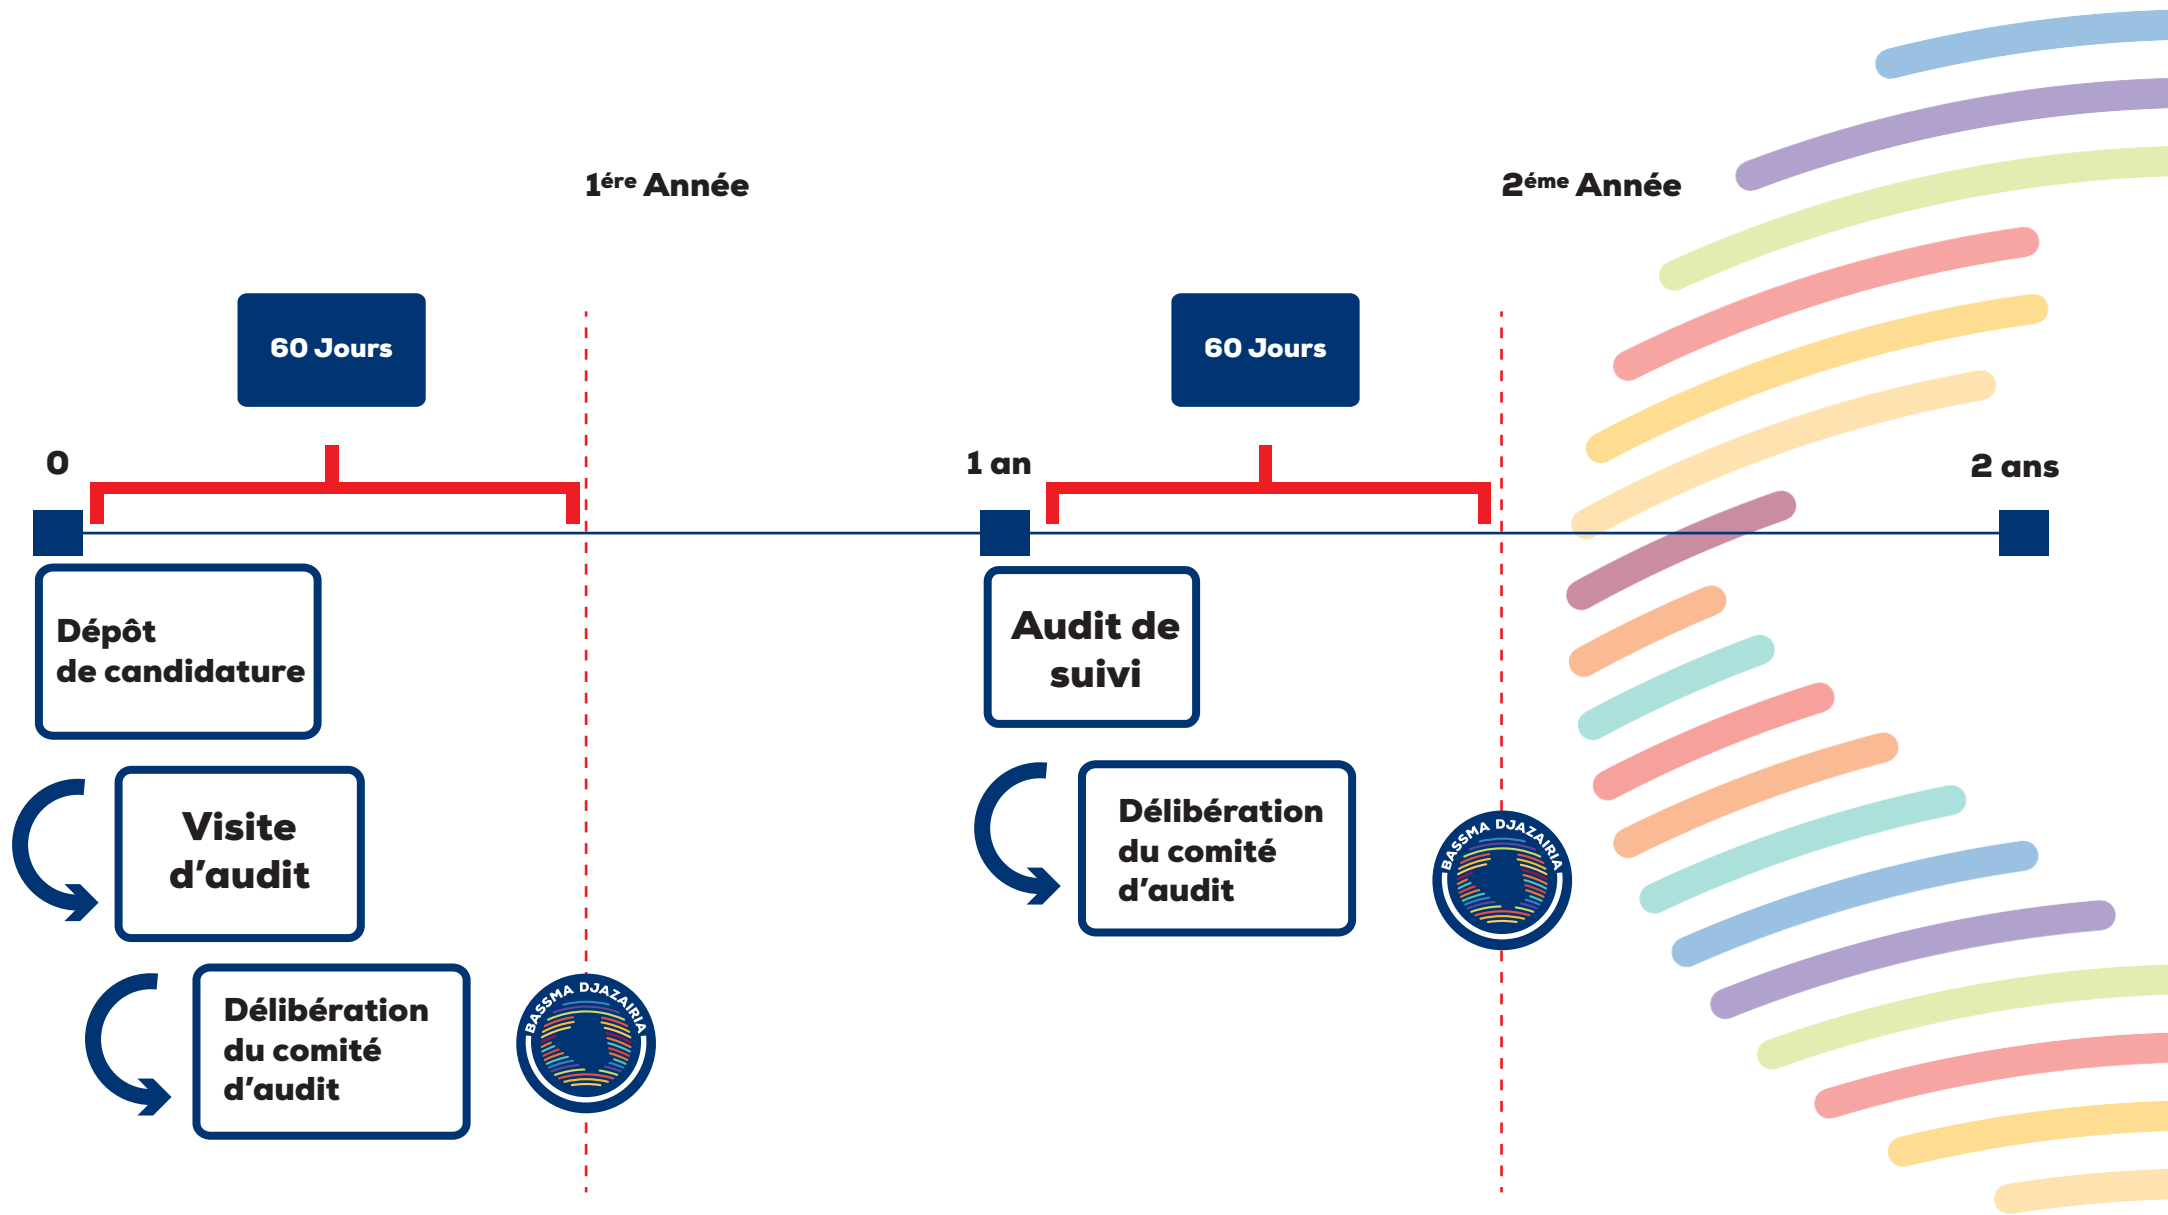 1ére Année
2éme Année
60 Jours
60 Jours
0
1 an
2 ans
Dépôt
de candidature
Visite
d’audit
Délibération
du comité
d’audit
BASSMA DJAZAIRIA
Audit de
suivi
Délibération
du comité
d’audit
BASSMA DJAZAIRIA